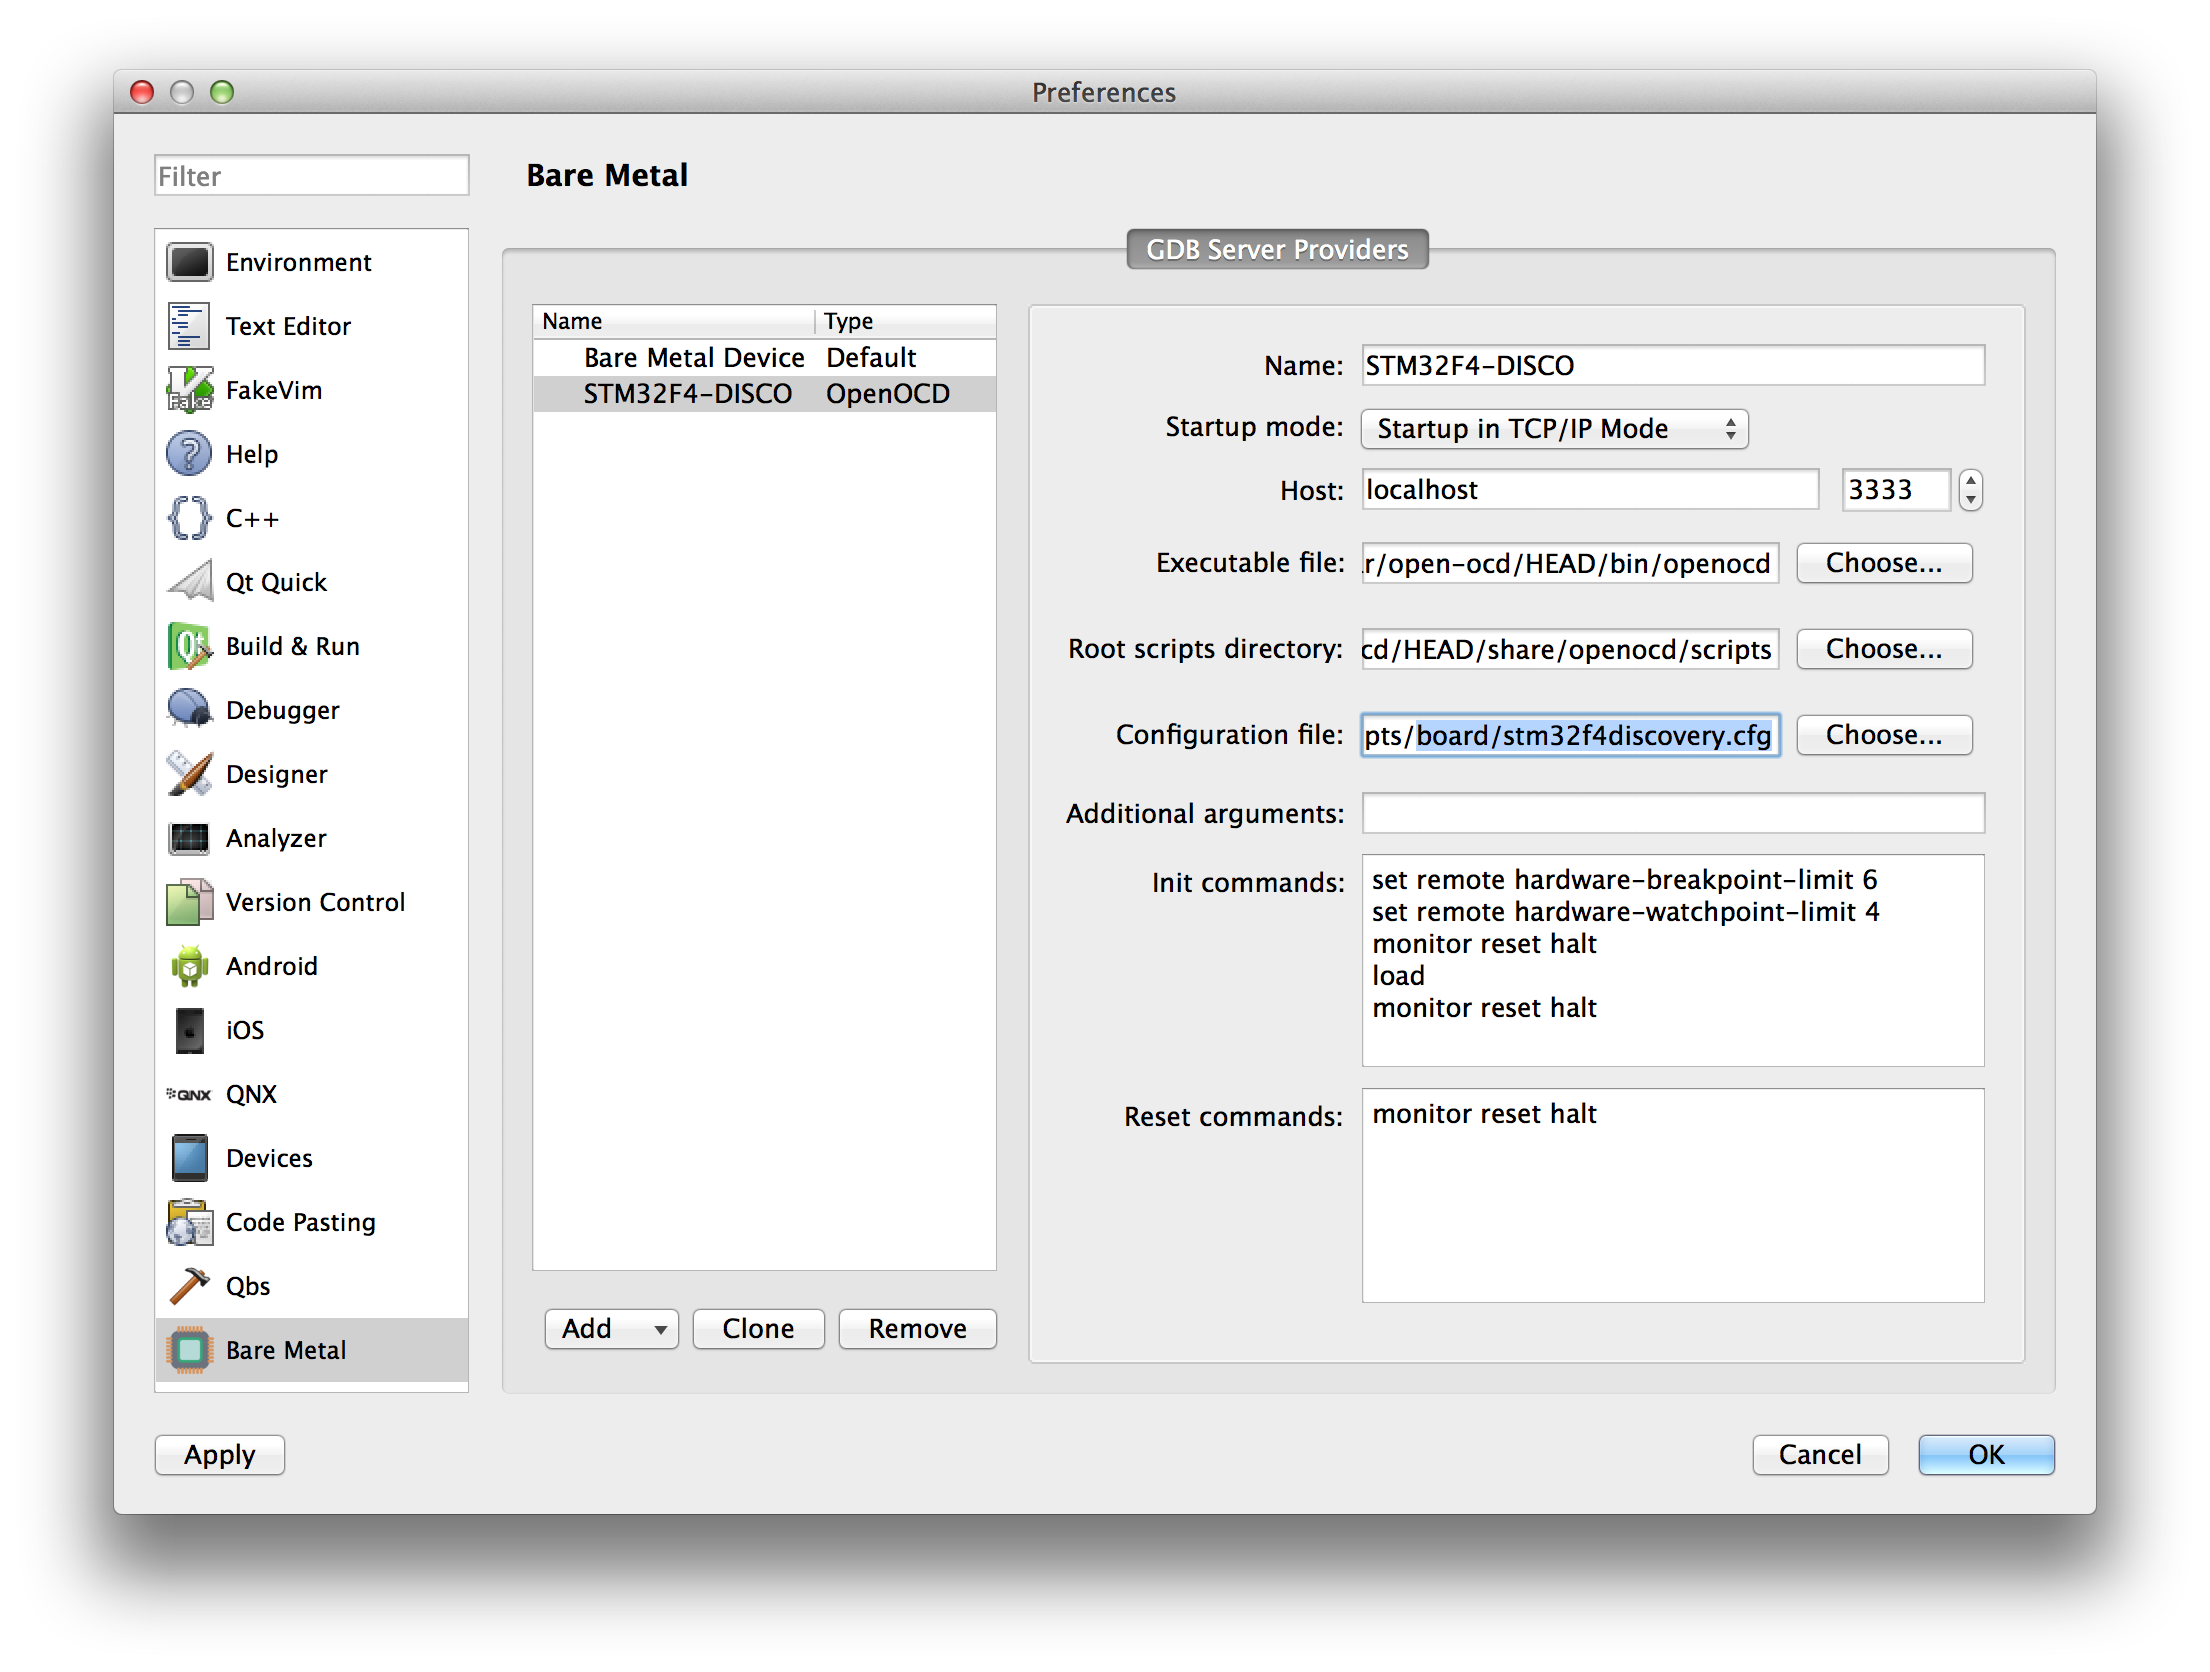 Preferences
Filter
Bare Metal
Environment
Text Editor
FakeVim
Help
C++
Qt Quick
Build & Run
Debugger
Designer
Analyzer
Version Control
Android
iOS
QNX
QNX
Devices
Code Pasting
Qbs
Bare Metal
GDB Server Providers
Name Type
Bare Metal Device Default
STM32F4-DISCO OpenOCD
Add Clone Remove
Name: STM32F4-DISCO
Startup mode: Startup in TCP/IP Mode
Host: localhost 3333
Executable file: r/open-ocd/HEAD/bin/openocd Choose...
Root scripts directory: cd/HEAD/share/openocd/scripts Choose...
Configuration file: pts/board/stm32f4discovery.cfg Choose...
Additional arguments:
Init commands: set remote hardware-breakpoint-limit 6
set remote hardware-watchpoint-limit 4
monitor reset halt
load
monitor reset halt
Reset commands: monitor reset halt
Apply Cancel OK